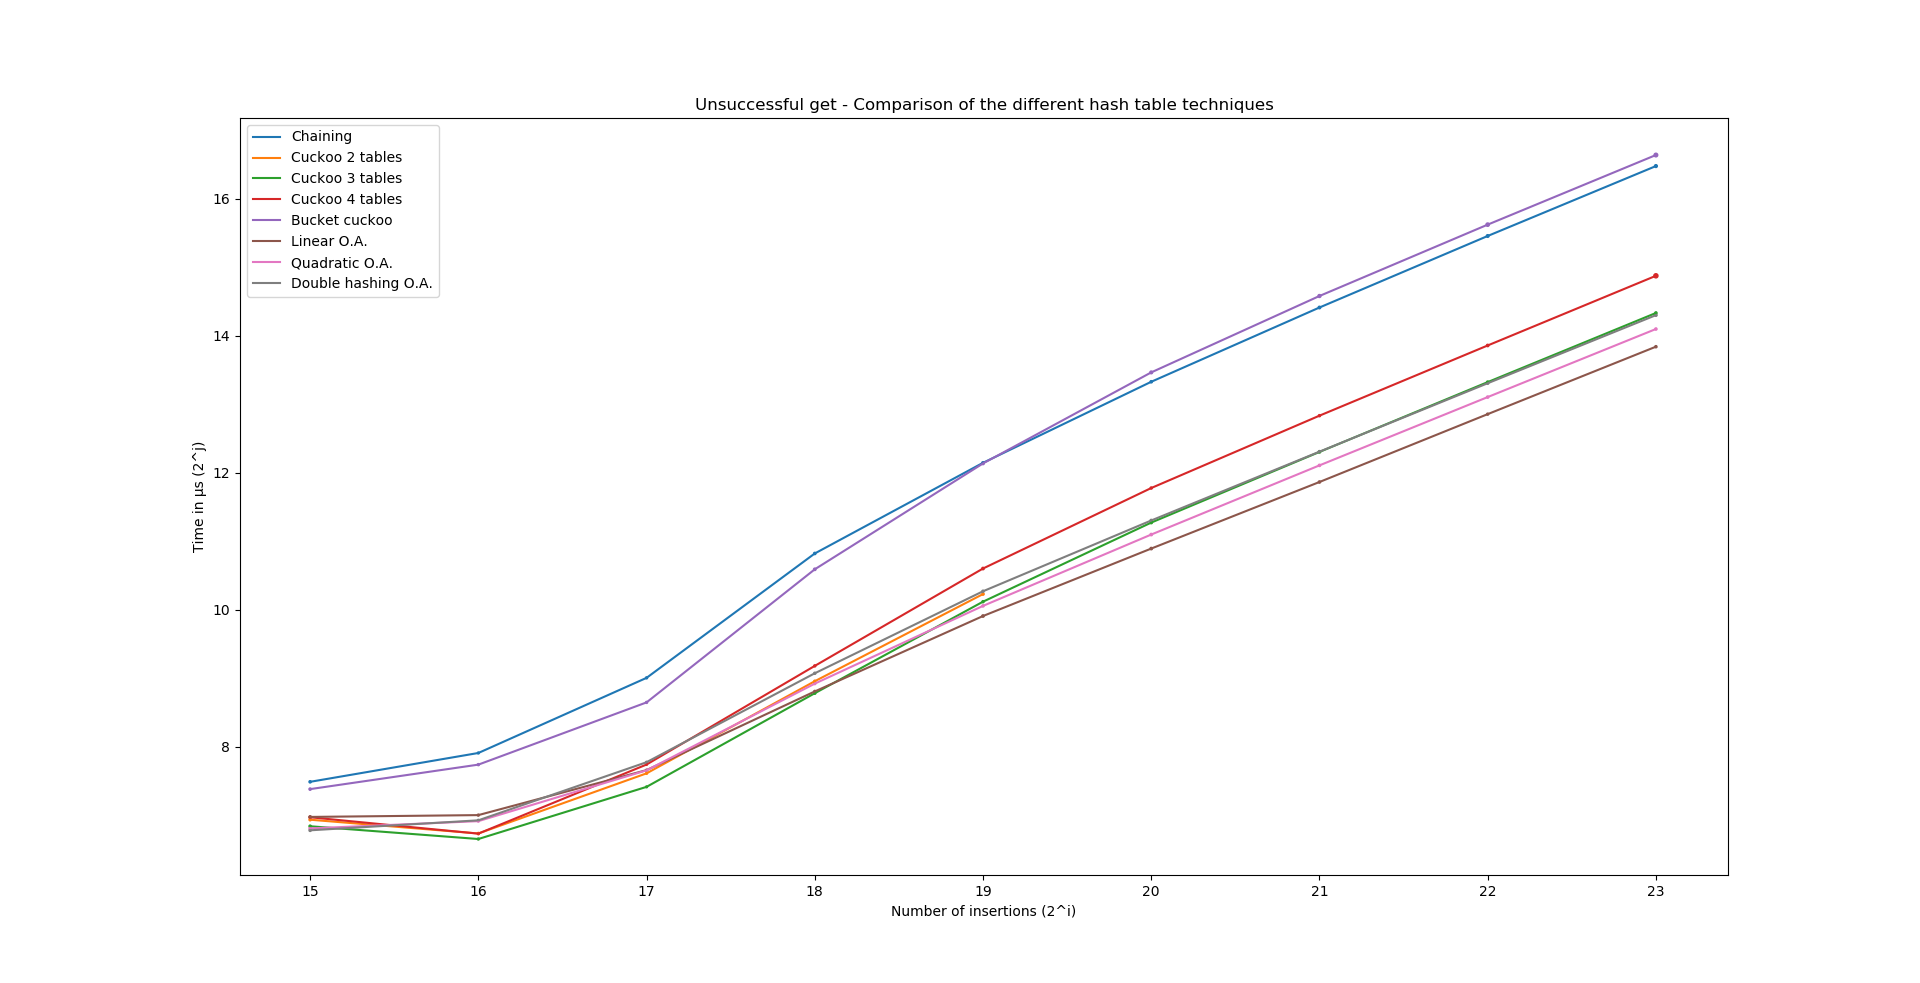 Unsuccessful get - Comparison of the different hash table techniques
Chaining
Cuckoo 2 tables
Cuckoo 3 tables
Cuckoo 4 tables
Bucket cuckoo
Linear O.A.
Quadratic O.A.
Double hashing O.A.
16
14
12
10
8
Time in µs (2^j)
15 16 17 18 19 20 21 22 23
Number of insertions (2^i)